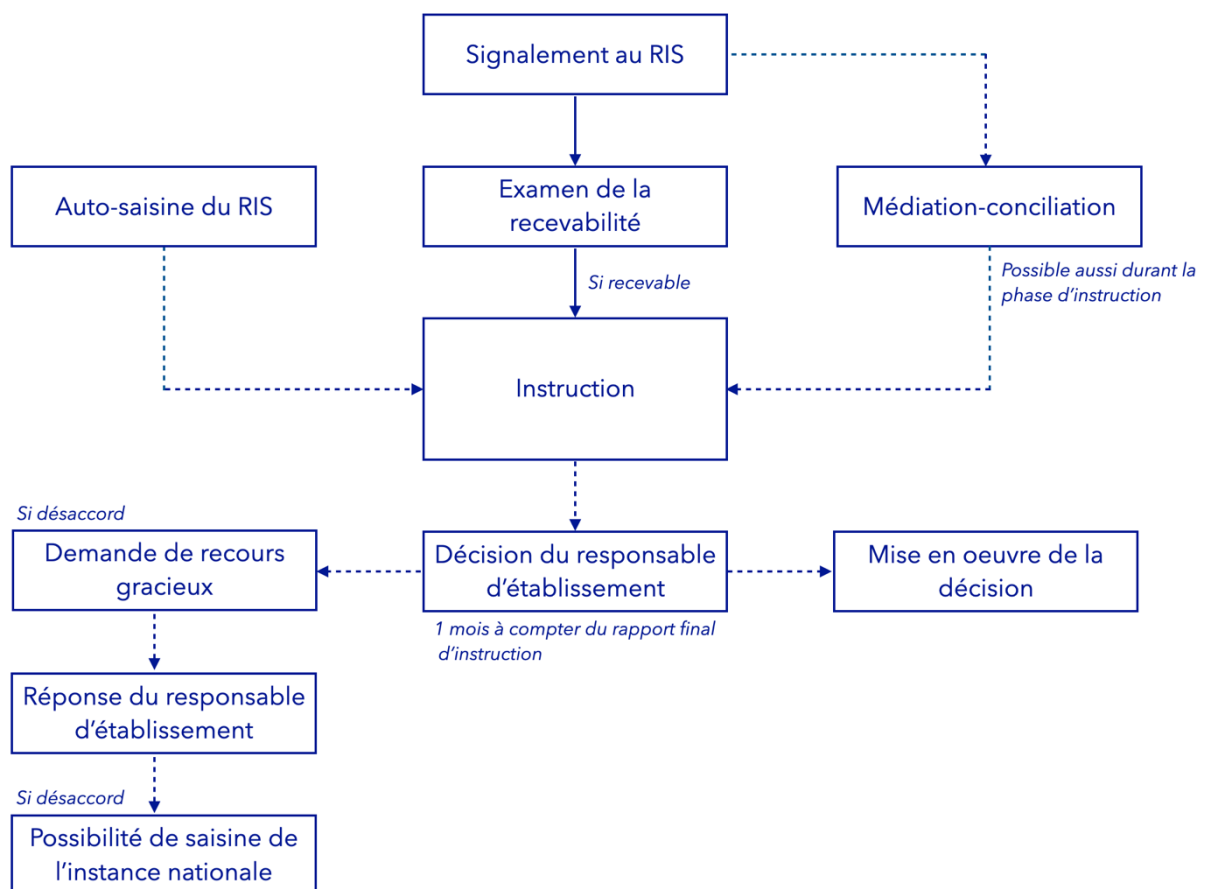 Signalement au RIS
Auto-saisine du RIS
Examen de la
recevabilité
Médiation-conciliation
Si recevable
Possible aussi durant la
phase d’instruction
Instruction
Si désaccord
Demande de recours
gracieux
Décision du responsable
d’établissement
Mise en oeuvre de la
décision
1 mois à compter du rapport final
d’instruction
Réponse du responsable
d’établissement
Si désaccord
Possibilité de saisine de
l’instance nationale